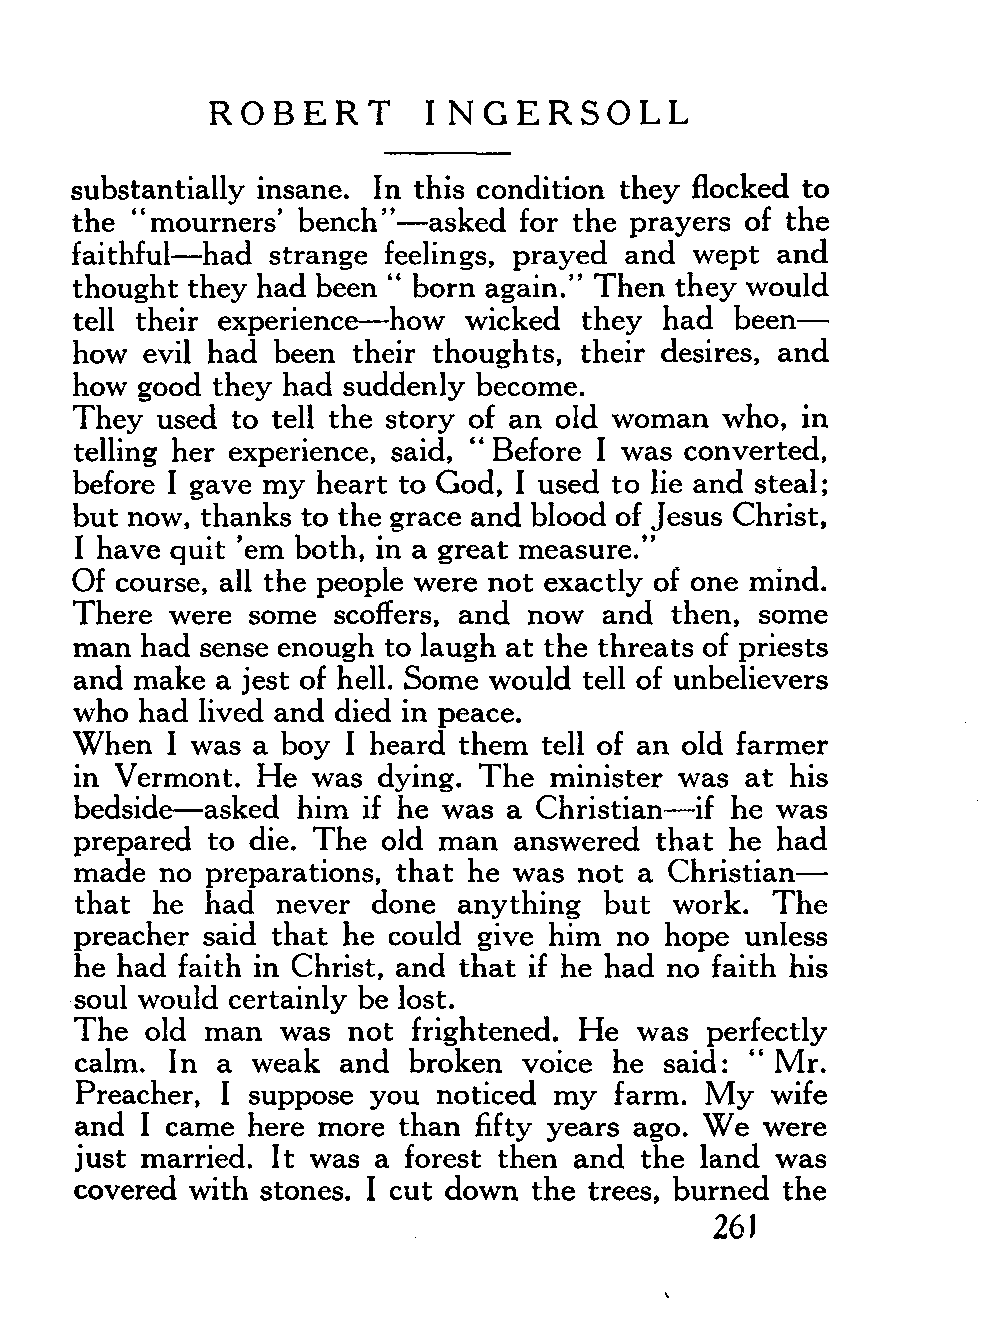 ROBERT INGERSOLL
substantially insane. In this condition they flocked to
the "mourners' bench"—asked for the prayers of the
faithful—had strange feelings, prayed and wept and
thought they had been " born again." Then they would
tell their experience—how wicked they had been—
how evil had been their thoughts, their desires, and
how good they had suddenly become.
They used to tell the story of an old woman who, in
telling her experience, said, " Before I was converted,
before I gave my heart to God, I used to lie and steal;
but now, thanks to the grace and blood of Jesus Christ,
I have quit 'em both, in a great measure."
Of course, all the people were not exactly of one mind.
There were some scoffers, and now and then, some
man had sense enough to laugh at the threats of priests
and make a jest of hell. Some would tell of unbelievers
who had lived and died in peace.
When I was a boy I heard them tell of an old farmer
in Vermont. He was dying. The minister was at his
bedside—asked him if he was a Christian—if he was
prepared to die. The old man answered that he had
made no preparations, that he was not a Christian—
that he had never done anything but work. The
preacher said that he could give him no hope unless
he had faith in Christ, and that if he had no faith his
soul would certainly be lost.
The old man was not frightened. He was perfectly
calm. In a weak and broken voice he said: " Mr.
Preacher, I suppose you noticed my farm. My wife
and I came here more than fifty years ago. We were
just married. It was a forest then and the land was
covered with stones. I cut down the trees, burned the
261